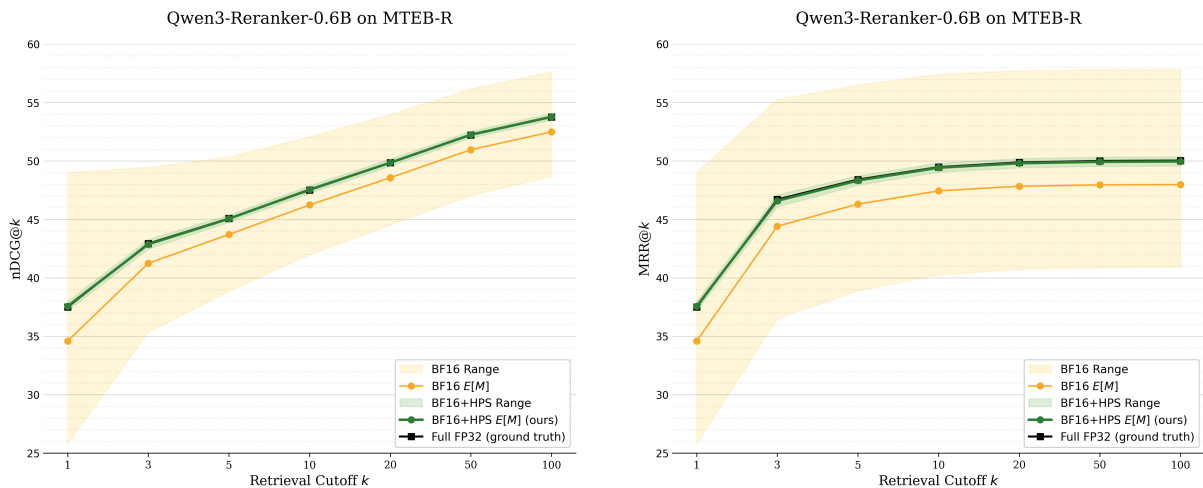 Qwen3-Reranker-0.6B on MTEB-R
60
55
50
45
40
35
30
25
nDCG@k
1 3 5 10 20 50 100
Retrieval Cutoff k
BF16 Range
BF16 E[M]
BF16+HPS Range
BF16+HPS E[M] (ours)
Full FP32 (ground truth)
Qwen3-Reranker-0.6B on MTEB-R
60
55
50
45
40
35
30
25
MRR@k
1 3 5 10 20 50 100
Retrieval Cutoff k
BF16 Range
BF16 E[M]
BF16+HPS Range
BF16+HPS E[M] (ours)
Full FP32 (ground truth)